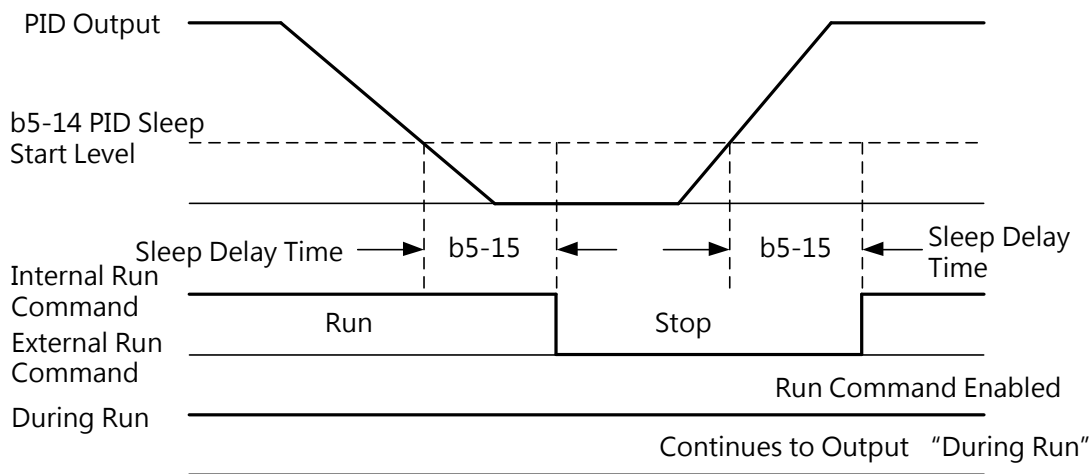 PID Output
b5-14 PID Sleep
Start Level
Sleep Delay Time
b5-15
b5-15
Sleep Delay
Time
Internal Run
Command
Run
Stop
External Run
Command
Run Command Enabled
During Run
Continues to Output “During Run”